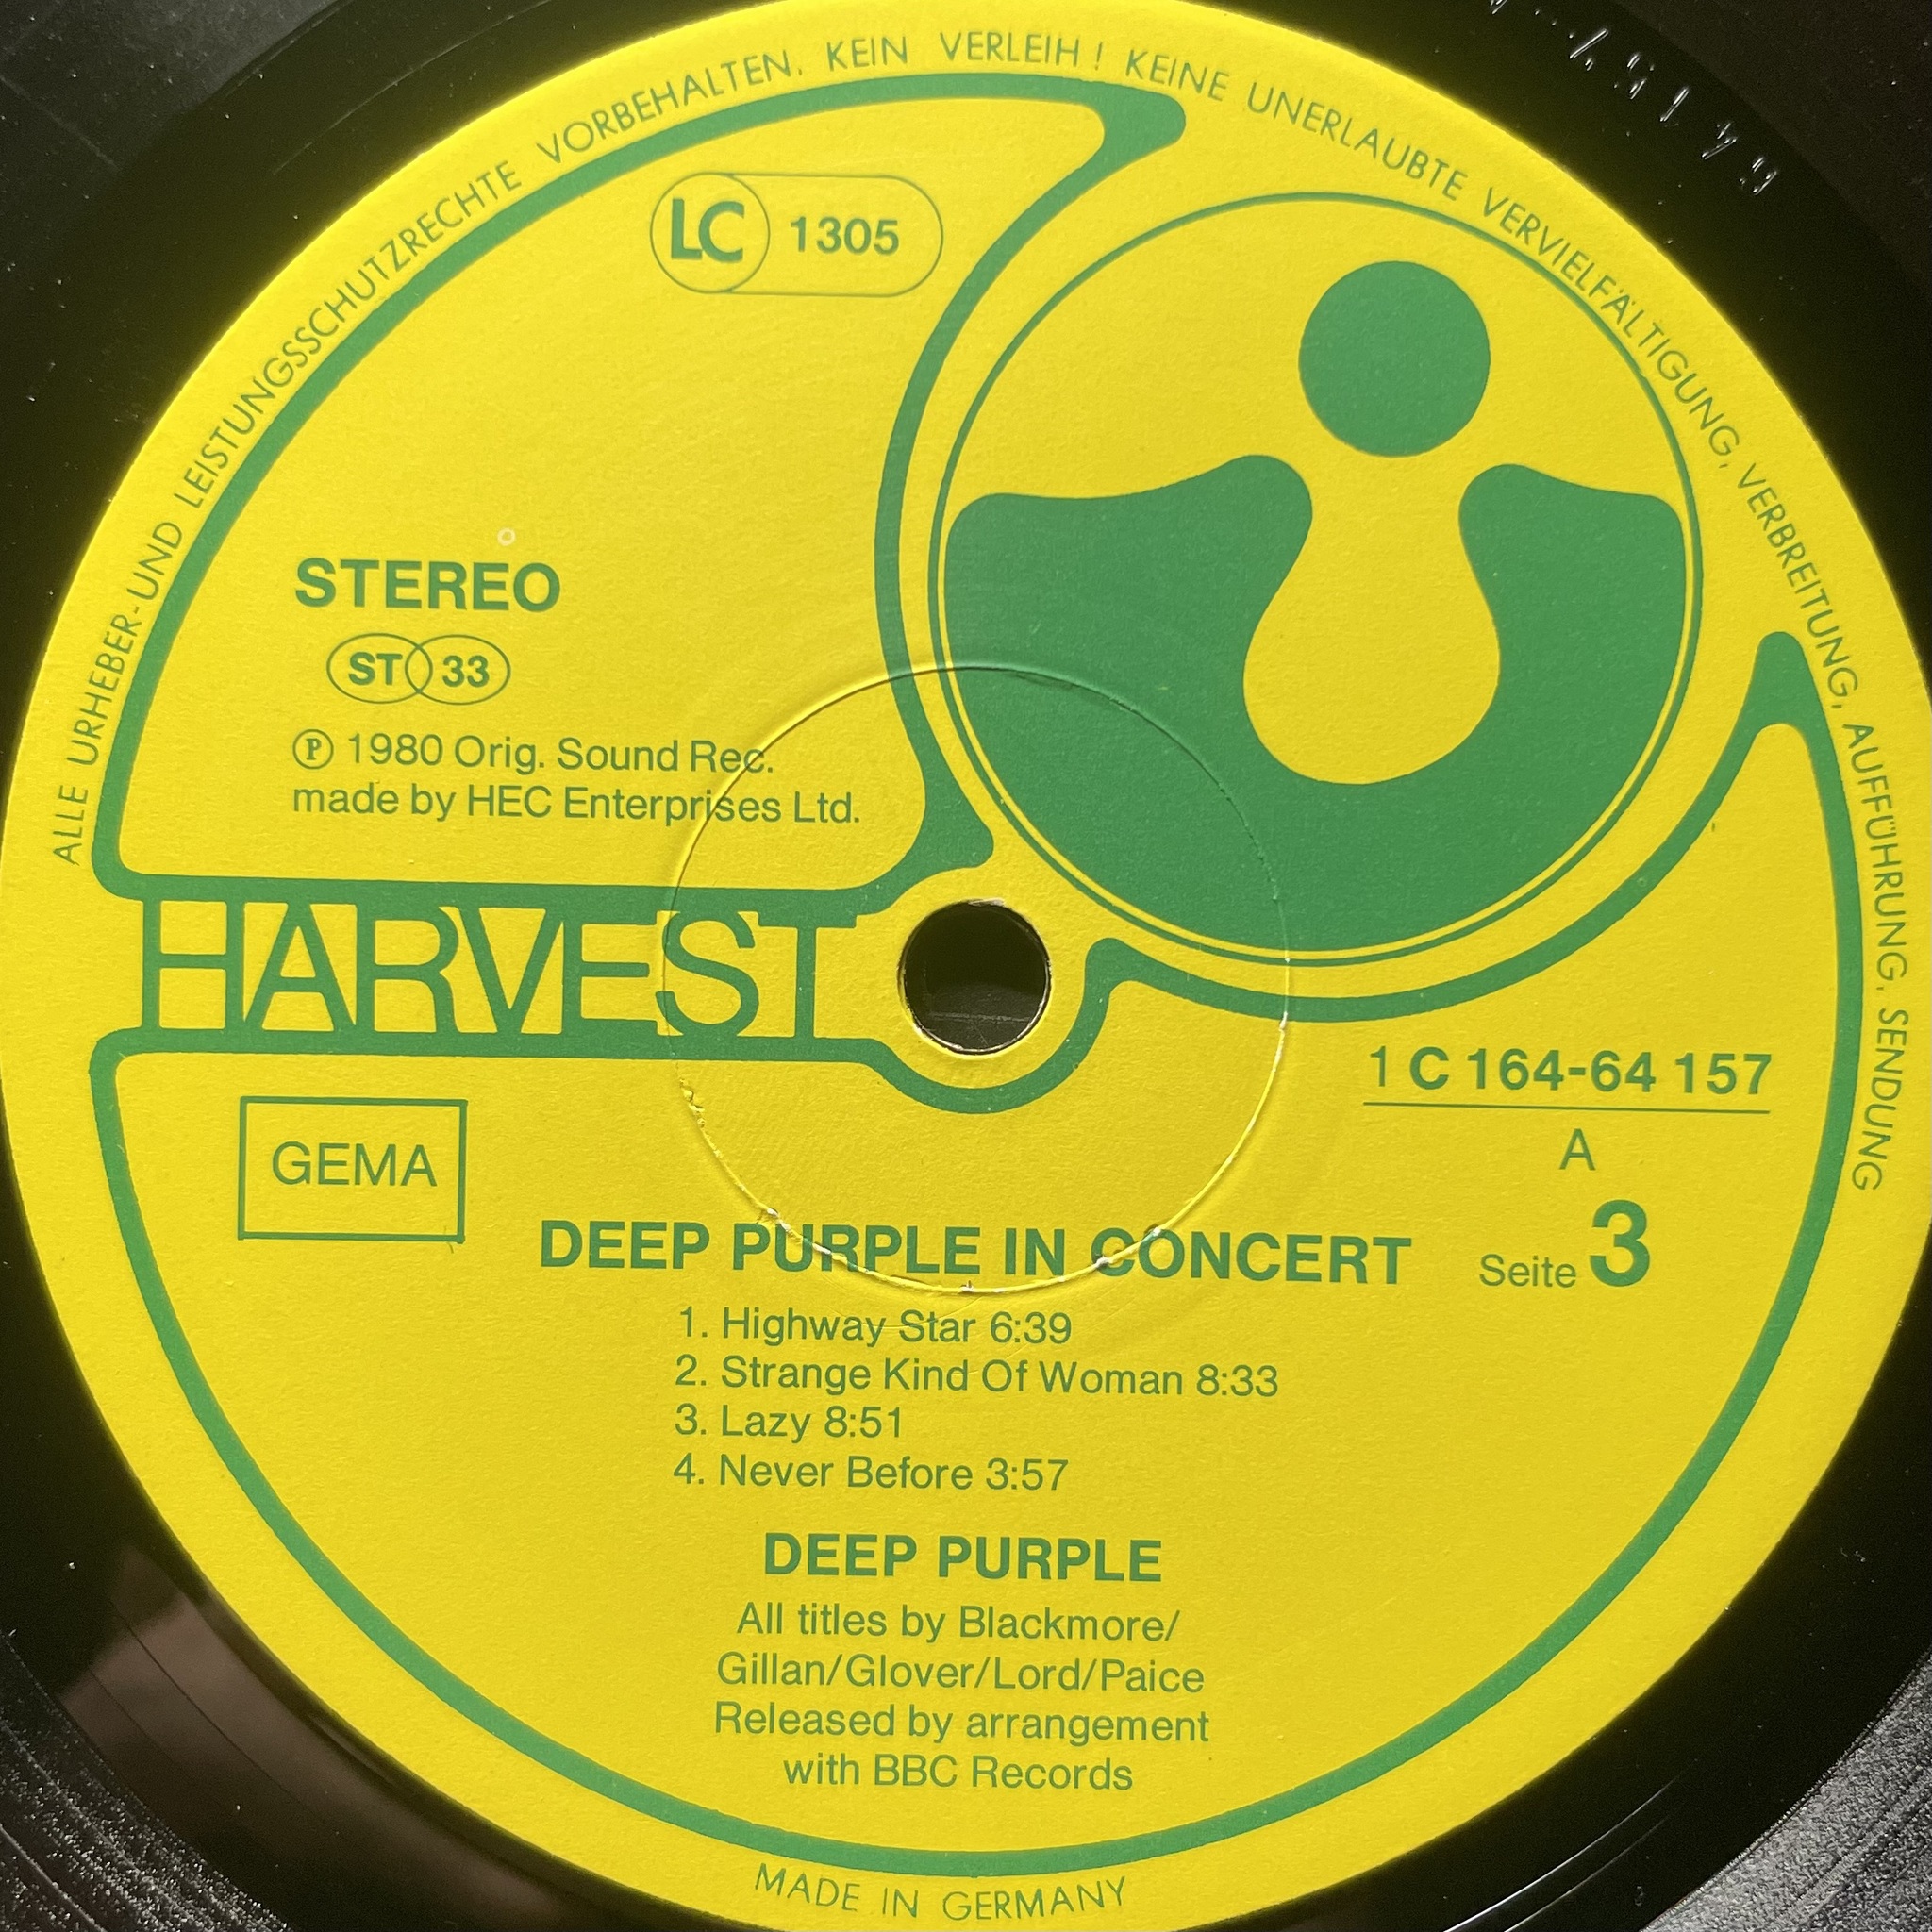 ALLE URHEBER- UND LEISTUNGSSCHUTZRECHTE VORBEHALTEN. KEIN VERLEIH! KEINE UNERLAUBTE VERVIELFÄLTIGUNG, VERBREITUNG, AUFFÜHRUNG, SENDUNG
LC 1305
STEREO
ST 33
℗ 1980 Orig. Sound Rec.
made by HEC Enterprises Ltd.
HARVEST
1 C 164-64 157
A
GEMA
DEEP PURPLE IN CONCERT
Seite 3
1. Highway Star 6:39
2. Strange Kind Of Woman 8:33
3. Lazy 8:51
4. Never Before 3:57
DEEP PURPLE
All titles by Blackmore/
Gillan/Glover/Lord/Paice
Released by arrangement
with BBC Records
MADE IN GERMANY